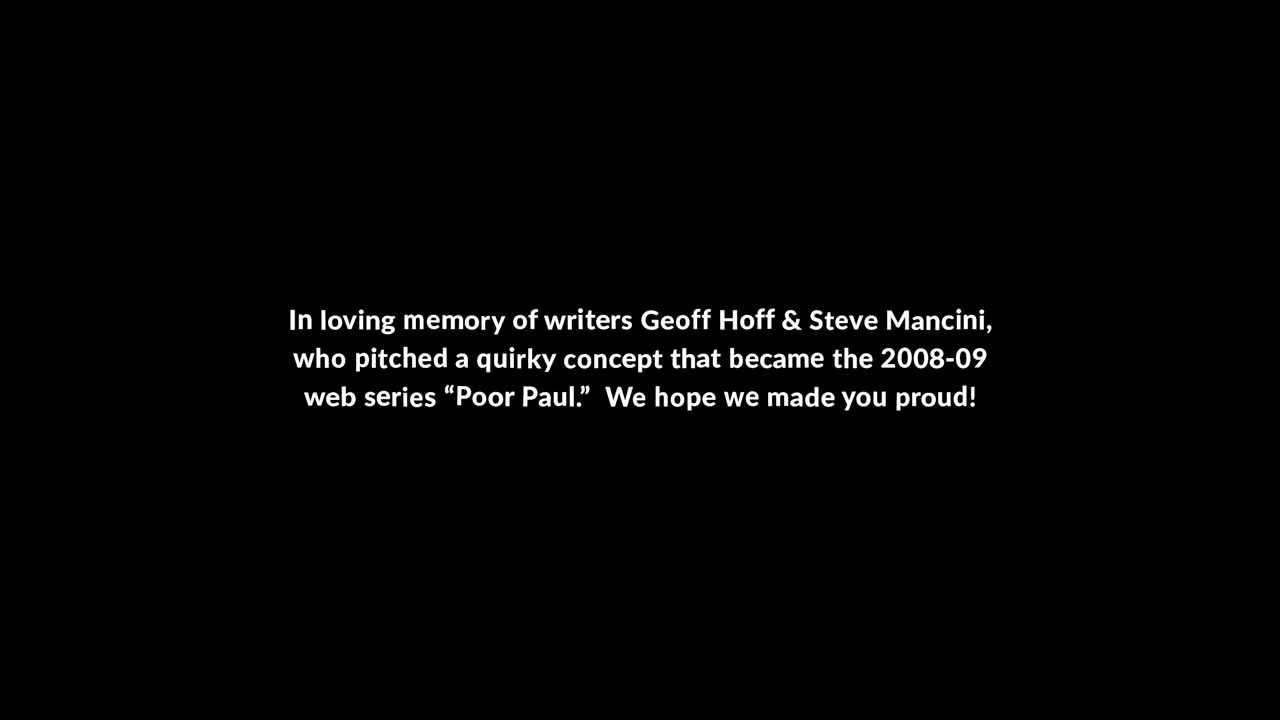 In loving memory of writers Geoff Hoff & Steve Mancini,
who pitched a quirky concept that became the 2008-09
web series “Poor Paul.”  We hope we made you proud!